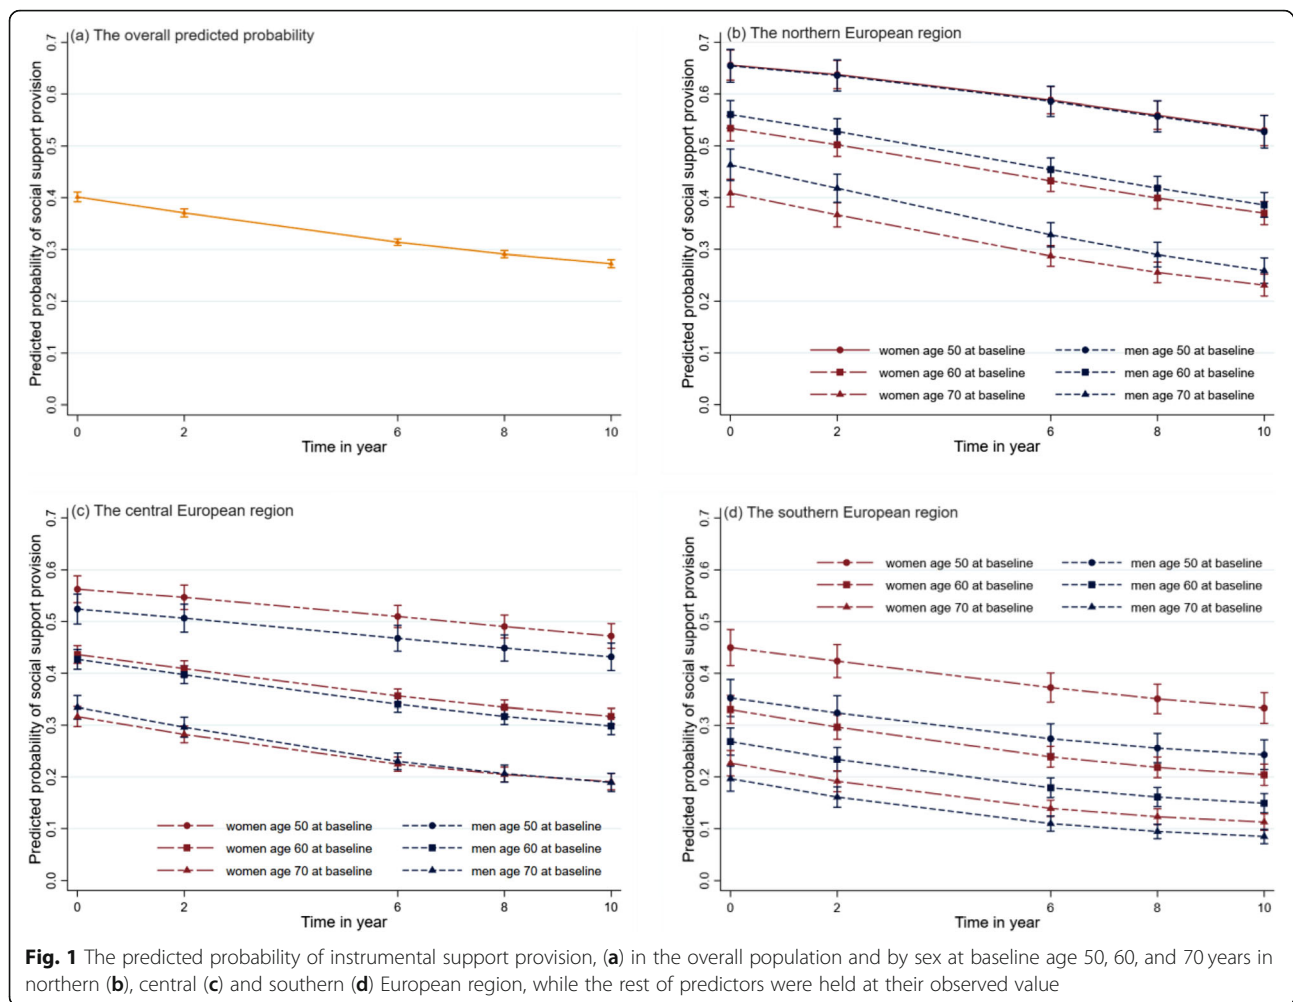 (a) The overall predicted probability
Predicted probability of social support provision
0.7
0.6
0.5
0.4
0.3
0.2
0.1
0.0
0 2 6 8 10
Time in year
(b) The northern European region
Predicted probability of social support provision
0.7
0.6
0.5
0.4
0.3
0.2
0.1
0.0
women age 50 at baseline men age 50 at baseline
women age 60 at baseline men age 60 at baseline
women age 70 at baseline men age 70 at baseline
0 2 6 8 10
Time in year
(c) The central European region
Predicted probability of social support provision
0.7
0.6
0.5
0.4
0.3
0.2
0.1
0.0
women age 50 at baseline men age 50 at baseline
women age 60 at baseline men age 60 at baseline
women age 70 at baseline men age 70 at baseline
0 2 6 8 10
Time in year
(d) The southern European region
Predicted probability of social support provision
0.7
0.6
0.5
0.4
0.3
0.2
0.1
0.0
women age 50 at baseline men age 50 at baseline
women age 60 at baseline men age 60 at baseline
women age 70 at baseline men age 70 at baseline
0 2 6 8 10
Time in year
Fig. 1 The predicted probability of instrumental support provision, (a) in the overall population and by sex at baseline age 50, 60, and 70 years in
northern (b), central (c) and southern (d) European region, while the rest of predictors were held at their observed value